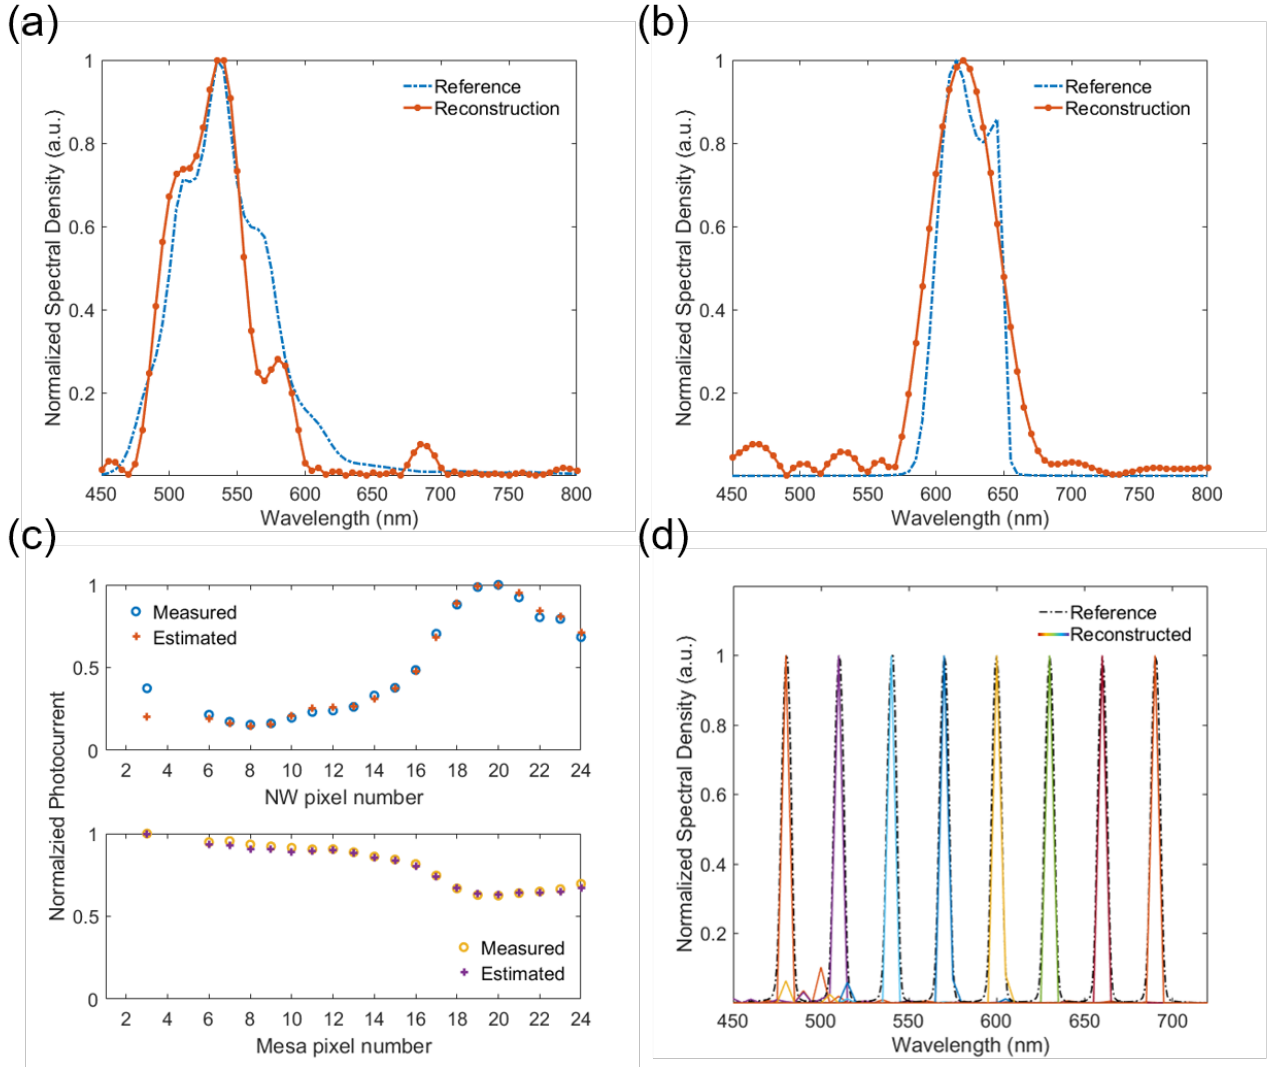 (a)
(b)
1
0.8
0.6
0.4
0.2
450 500 550 600 650 700 750 800
Wavelength (nm)
Normalized Spectral Density (a.u.)
Reference
Reconstruction
1
0.8
0.6
0.4
0.2
450 500 550 600 650 700 750 800
Wavelength (nm)
Normalized Spectral Density (a.u.)
Reference
Reconstruction
(c)
(d)
Normalzied Photocurrent
1
0.5
0
Measured
Estimated
2 4 6 8 10 12 14 16 18 20 22 24
NW pixel number
1
0.5
0
Measured
Estimated
2 4 6 8 10 12 14 16 18 20 22 24
Mesa pixel number
Normalized Spectral Density (a.u.)
1
0.8
0.6
0.4
0.2
Reference
Reconstructed
450 500 550 600 650 700
Wavelength (nm)